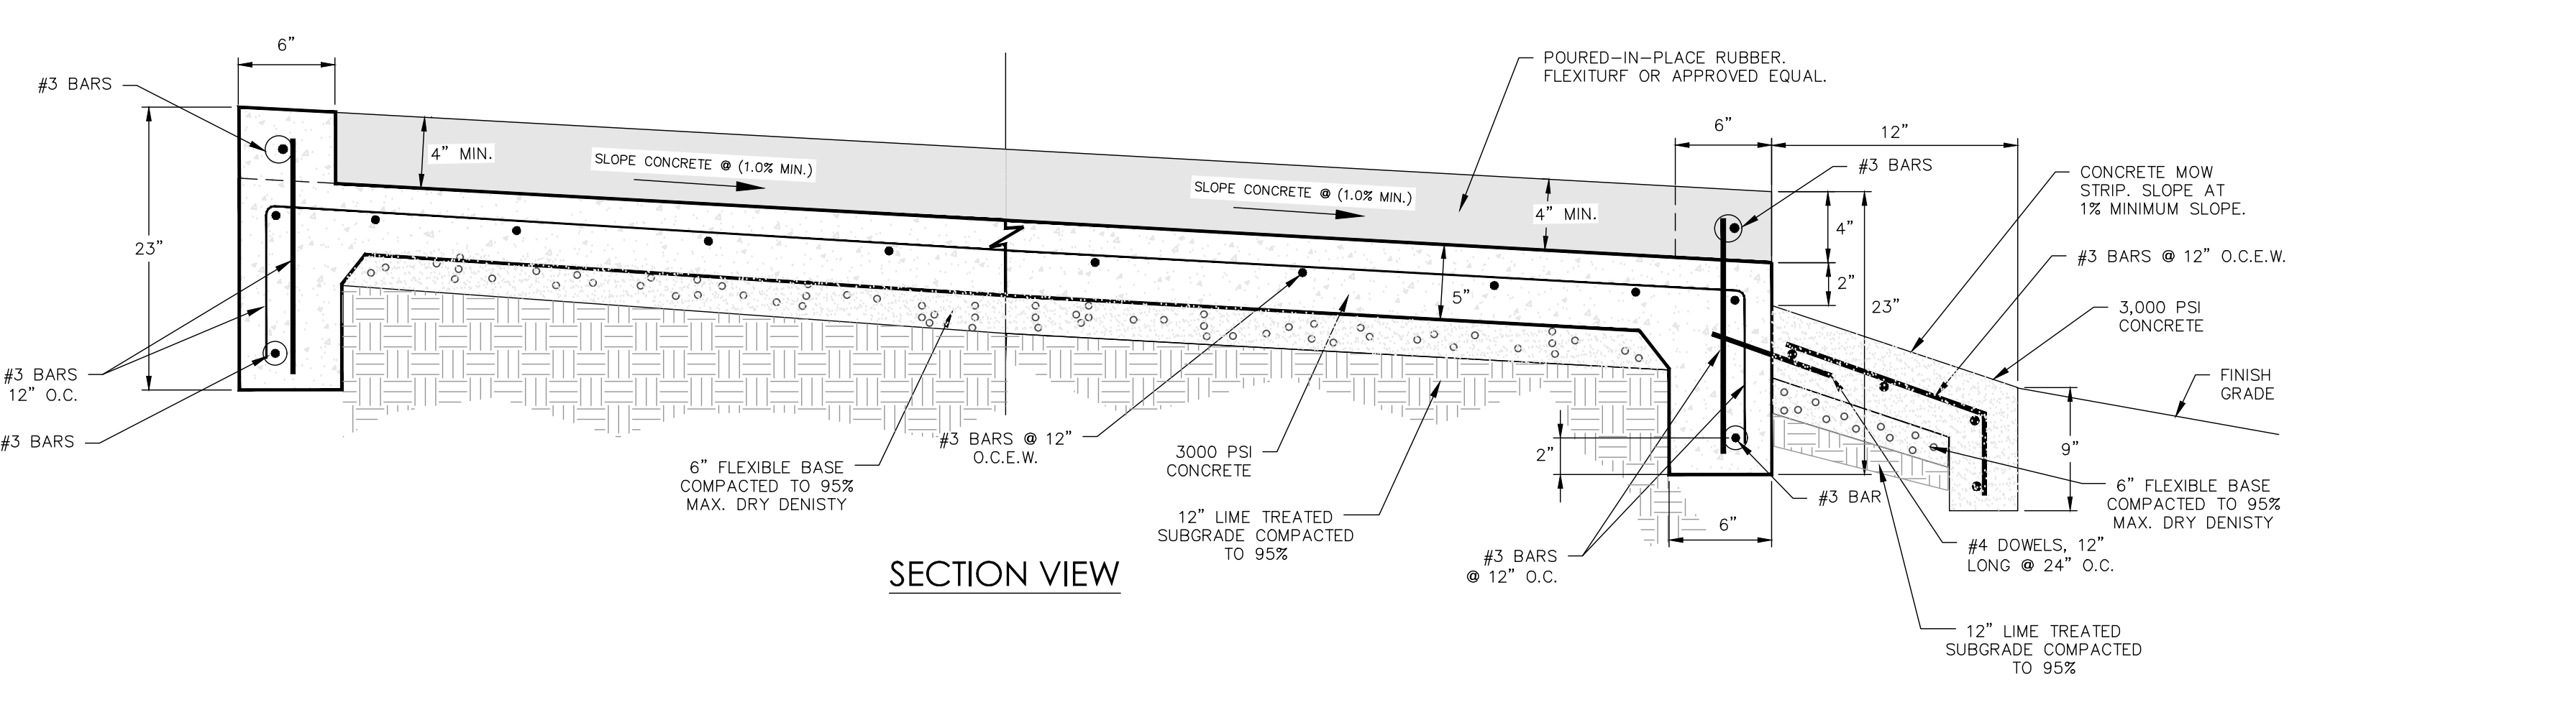 6”
#3 BARS
23”
#3 BARS
12” O.C.
#3 BARS
4” MIN.
SLOPE CONCRETE @ (1.0% MIN.)
SLOPE CONCRETE @ (1.0% MIN.)
4” MIN.
POURED-IN-PLACE RUBBER.
FLEXITURF OR APPROVED EQUAL.
6”
12”
#3 BARS
CONCRETE MOW
STRIP. SLOPE AT
1% MINIMUM SLOPE.
#3 BARS @ 12” O.C.E.W.
3,000 PSI
CONCRETE
FINISH
GRADE
4”
2”
23”
5”
9”
2”
6”
#3 BAR
6” FLEXIBLE BASE
COMPACTED TO 95%
MAX. DRY DENISTY
#3 BARS @ 12”
O.C.E.W.
3000 PSI
CONCRETE
12” LIME TREATED
SUBGRADE COMPACTED
TO 95%
#3 BARS
@ 12” O.C.
6” FLEXIBLE BASE
COMPACTED TO 95%
MAX. DRY DENISTY
#4 DOWELS, 12”
LONG @ 24” O.C.
12” LIME TREATED
SUBGRADE COMPACTED
TO 95%
SECTION VIEW